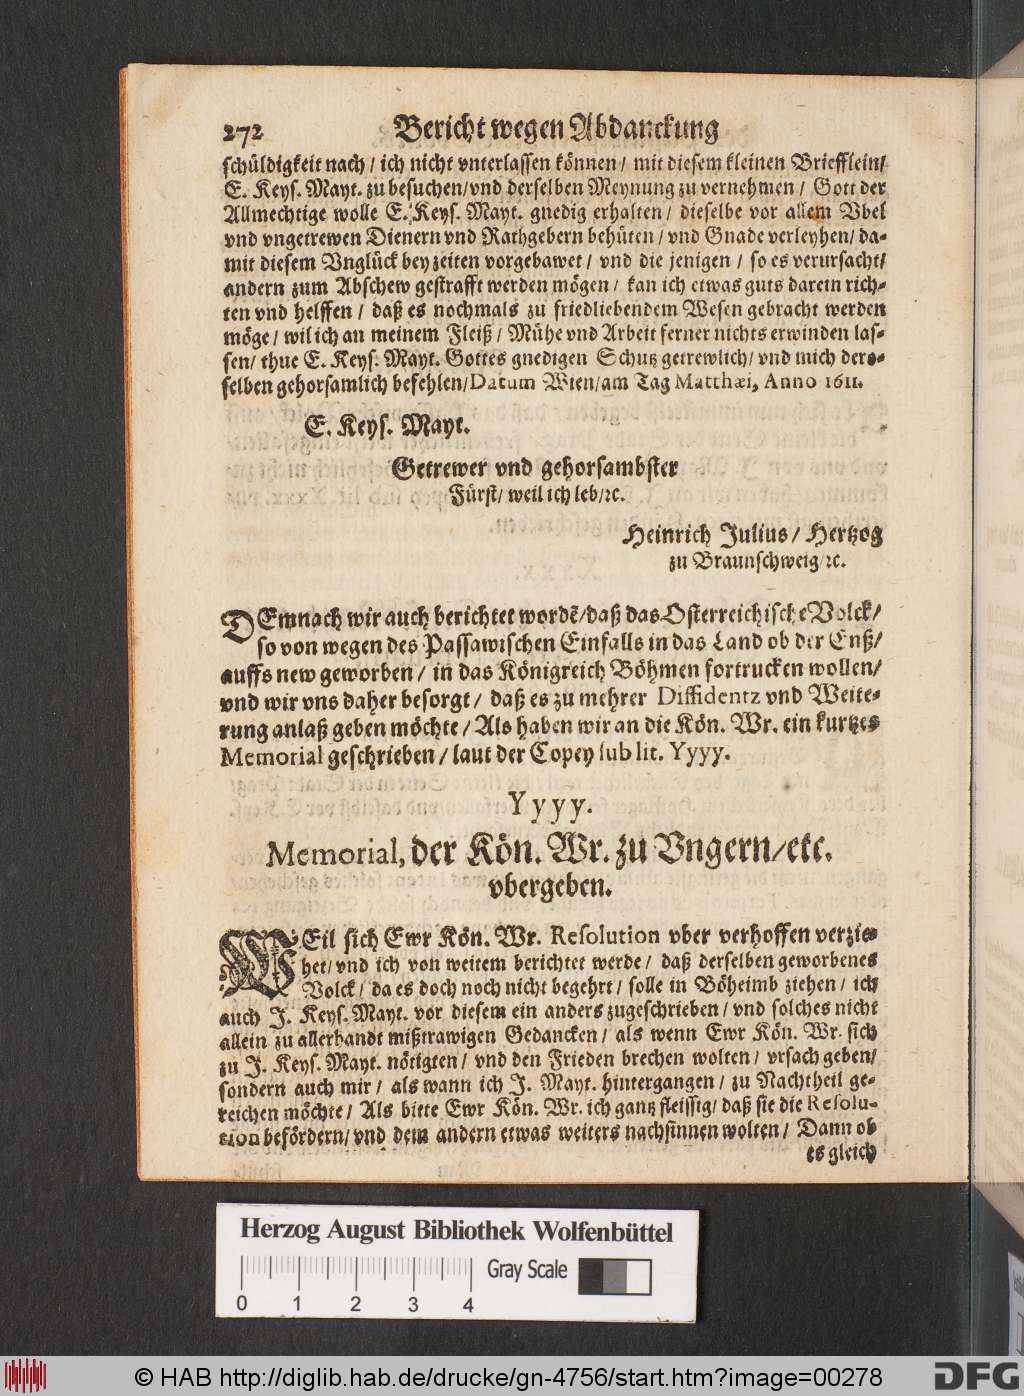 272 Bericht wegen Abdanckung
schüldigkeit nach / ich nicht vnterlassen können / mit diesem kleinen Briefflein /
E. Keys. Mayt. zu besuchen / vnd derselben Meynung zu vernehmen / Gott der
Allmechtige wolle E. Keys. Mayt. gnedig erhalten / dieselbe vor allem Vbel
vnd vngetrewen Dienern vnd Rathgebern behüten / vnd Gnade verleyhen / da-
mit diesem Vnglück bey zeiten vorgebawet / vnd die jenigen / so es verursacht /
andern zum Abschew gestrafft werden mögen / kan ich etwas guts darein rich-
ten vnd helffen / daß es nochmals zu friedliebendem Wesen gebracht werden
möge / wil ich an meinem Fleiß / Mühe vnd Arbeit ferner nichts erwinden las-
sen / thue E. Keys. Mayt. Gottes gnedigen Schutz getrewlich / vnd mich der-
selben gehorsamlich befehlen / Datum Wien / am Tag Matthæi, Anno 1611.
E. Keys. Mayt.
Getrewer vnd gehorsambster
Fürst / weil ich leb / ꝛc.
Heinrich Julius / Hertzog
zu Braunschweig / ꝛc.
DEmnach wir auch berichtet wordē / daß das Osterreichische Volck /
so von wegen des Passawischen Einfalls in das Land ob der Enß /
auffs new geworben / in das Königreich Böhmen fortrucken wollen /
vnd wir vns daher besorgt / daß es zu mehrer Diffidentz vnd Weite-
rung anlaß geben möchte / Als haben wir an die Kön. Wr. ein kurtzes
Memorial geschrieben / laut der Copey sub lit. Yyyy.
Yyyy.
Memorial, der Kön. Wr. zu Vngern / etc.
vbergeben.
WEil sich Ewr Kön. Wr. Resolution vber verhoffen verzie-
het / vnd ich von weitem berichtet werde / daß derselben geworbenes
Volck / da es doch noch nicht begehrt / solle in Böheimb ziehen / ich
auch J. Keys. Mayt. vor diesem ein anders zugeschrieben / vnd solches nicht
allein zu allerhandt mißtrawigen Gedancken / als wenn Ewr Kön. Wr. sich
zu J. Keys. Mayt. nötigten / vnd den Frieden brechen wolten / vrsach geben /
sondern auch mir / als wann ich J. Mayt. hintergangen / zu Nachtheil ge-
reichen möchte / Als bitte Ewr Kön. Wr. ich gantz fleissig / daß sie die Resolu-
tion befördern / vnd dem andern etwas weiters nachsinnen wolten / Dann ob
es gleich
Herzog August Bibliothek Wolfenbüttel
Gray Scale
0 1 2 3 4
© HAB http://diglib.hab.de/drucke/gn-4756/start.htm?image=00278
DFG